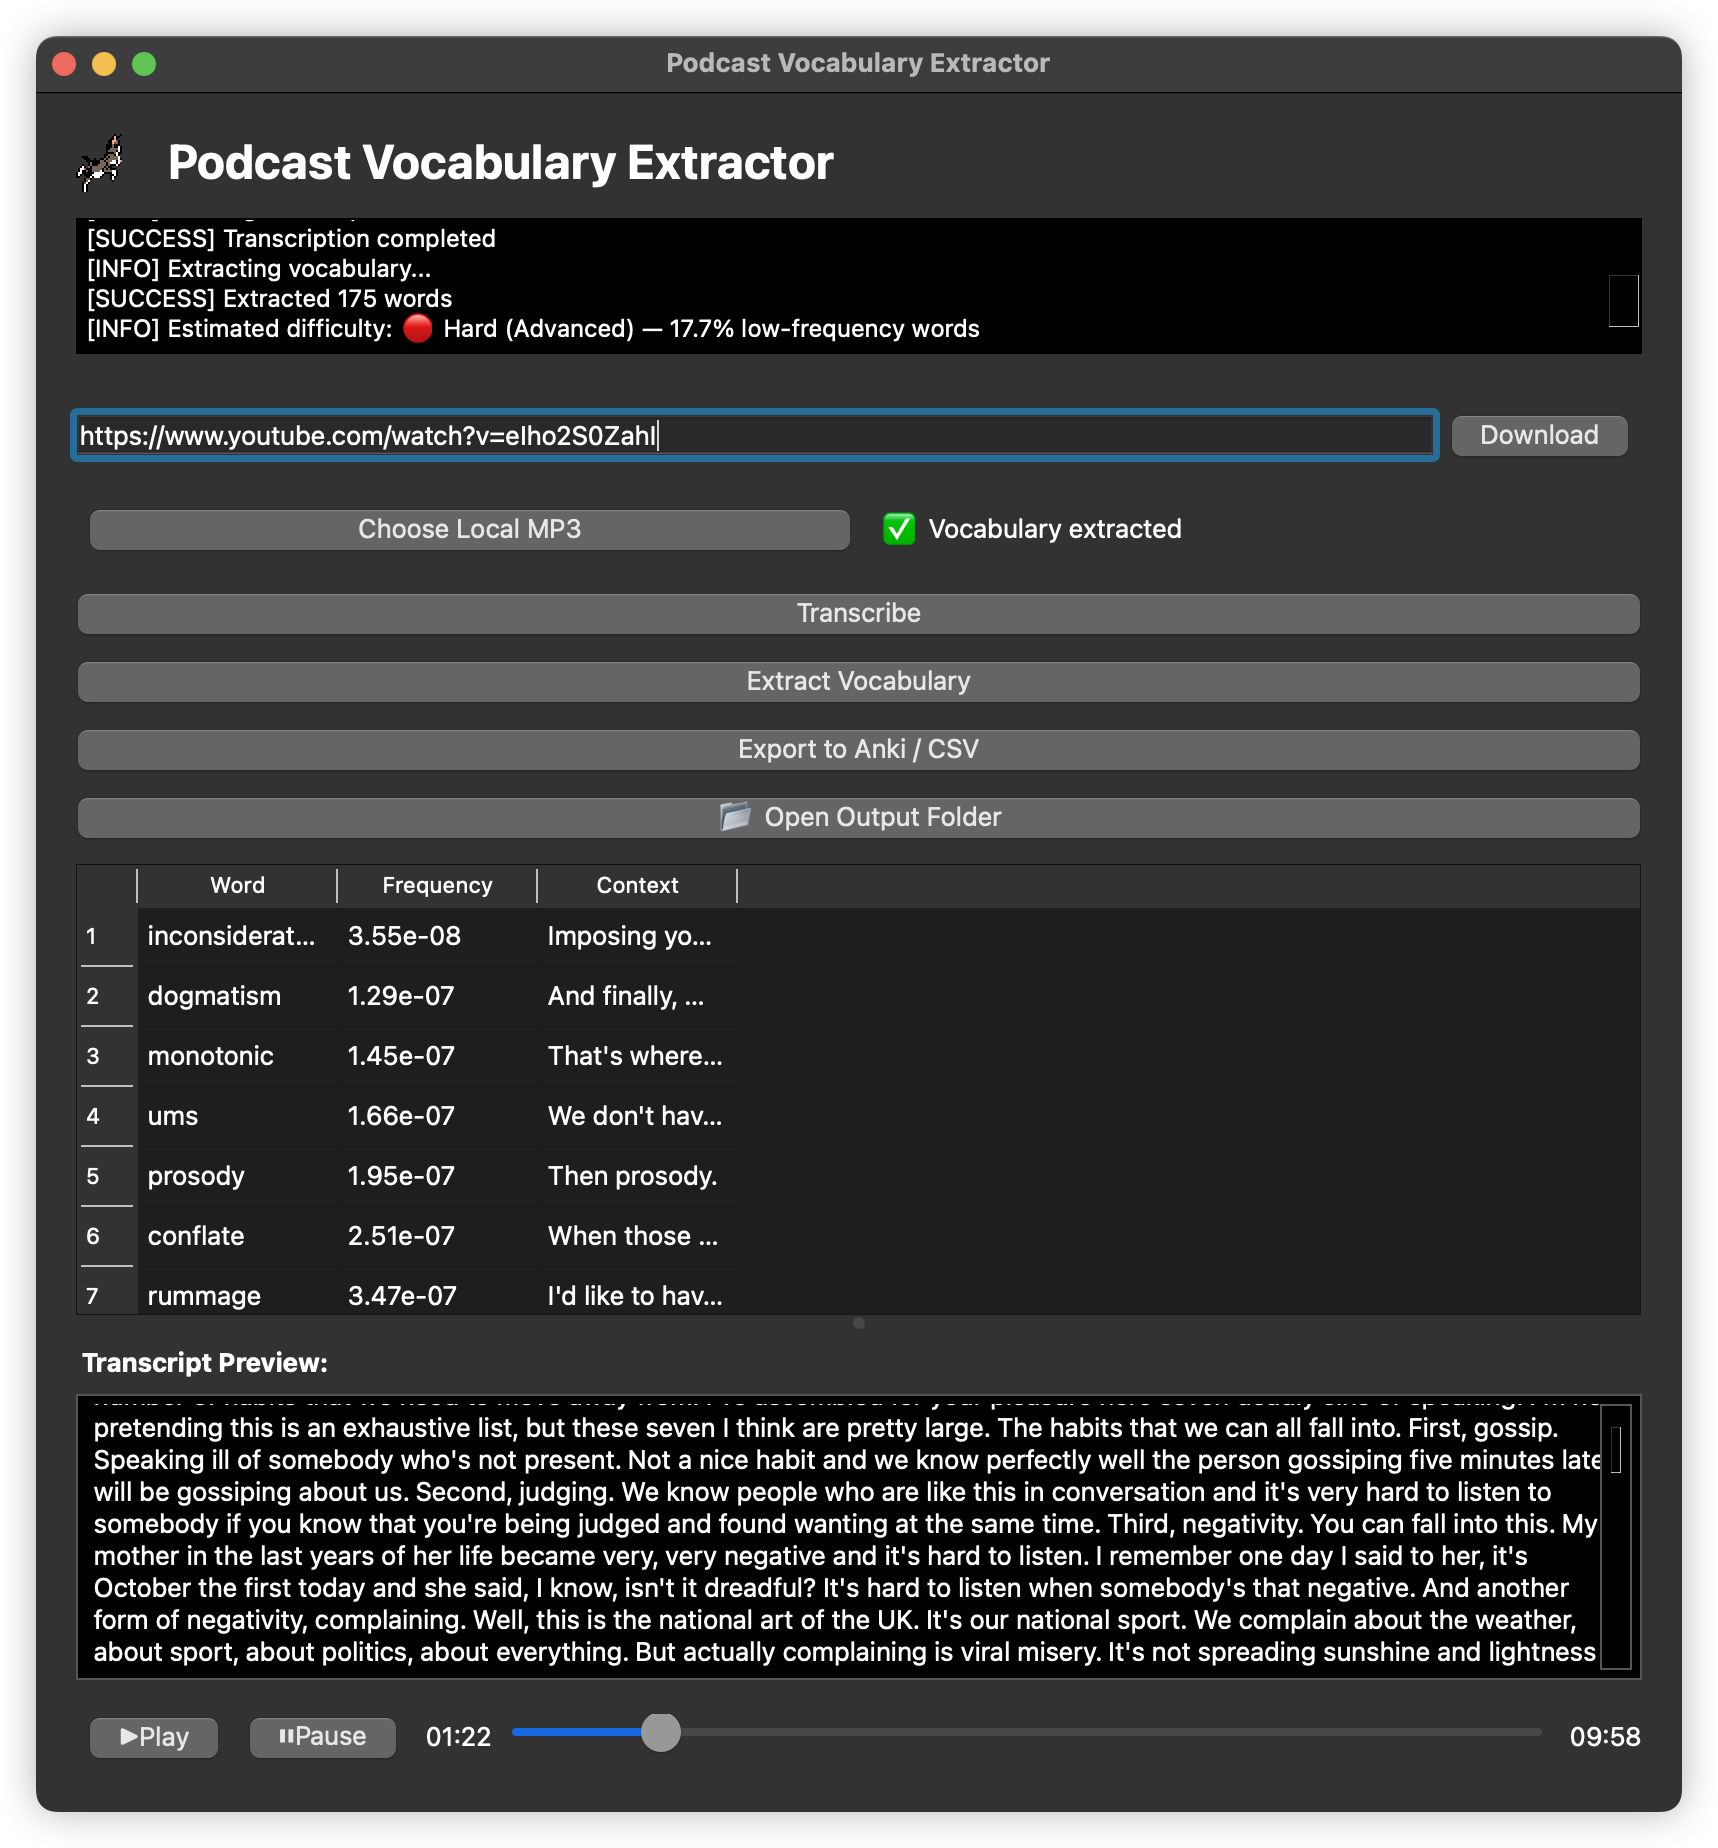 Podcast Vocabulary Extractor
Podcast Vocabulary Extractor
[SUCCESS] Transcription completed
[INFO] Extracting vocabulary...
[SUCCESS] Extracted 175 words
[INFO] Estimated difficulty: 🔴 Hard (Advanced) — 17.7% low-frequency words
https://www.youtube.com/watch?v=eIho2S0ZahI
Download
Choose Local MP3
✅ Vocabulary extracted
Transcribe
Extract Vocabulary
Export to Anki / CSV
📂 Open Output Folder
Word Frequency Context
1 inconsiderat... 3.55e-08 Imposing yo...
2 dogmatism 1.29e-07 And finally, ...
3 monotonic 1.45e-07 That's where...
4 ums 1.66e-07 We don't hav...
5 prosody 1.95e-07 Then prosody.
6 conflate 2.51e-07 When those ...
7 rummage 3.47e-07 I'd like to hav...
Transcript Preview:
pretending this is an exhaustive list, but these seven I think are pretty large. The habits that we can all fall into. First, gossip.
Speaking ill of somebody who's not present. Not a nice habit and we know perfectly well the person gossiping five minutes late
will be gossiping about us. Second, judging. We know people who are like this in conversation and it's very hard to listen to
somebody if you know that you're being judged and found wanting at the same time. Third, negativity. You can fall into this. My
mother in the last years of her life became very, very negative and it's hard to listen. I remember one day I said to her, it's
October the first today and she said, I know, isn't it dreadful? It's hard to listen when somebody's that negative. And another
form of negativity, complaining. Well, this is the national art of the UK. It's our national sport. We complain about the weather,
about sport, about politics, about everything. But actually complaining is viral misery. It's not spreading sunshine and lightness
▶Play
⏸Pause
01:22
09:58